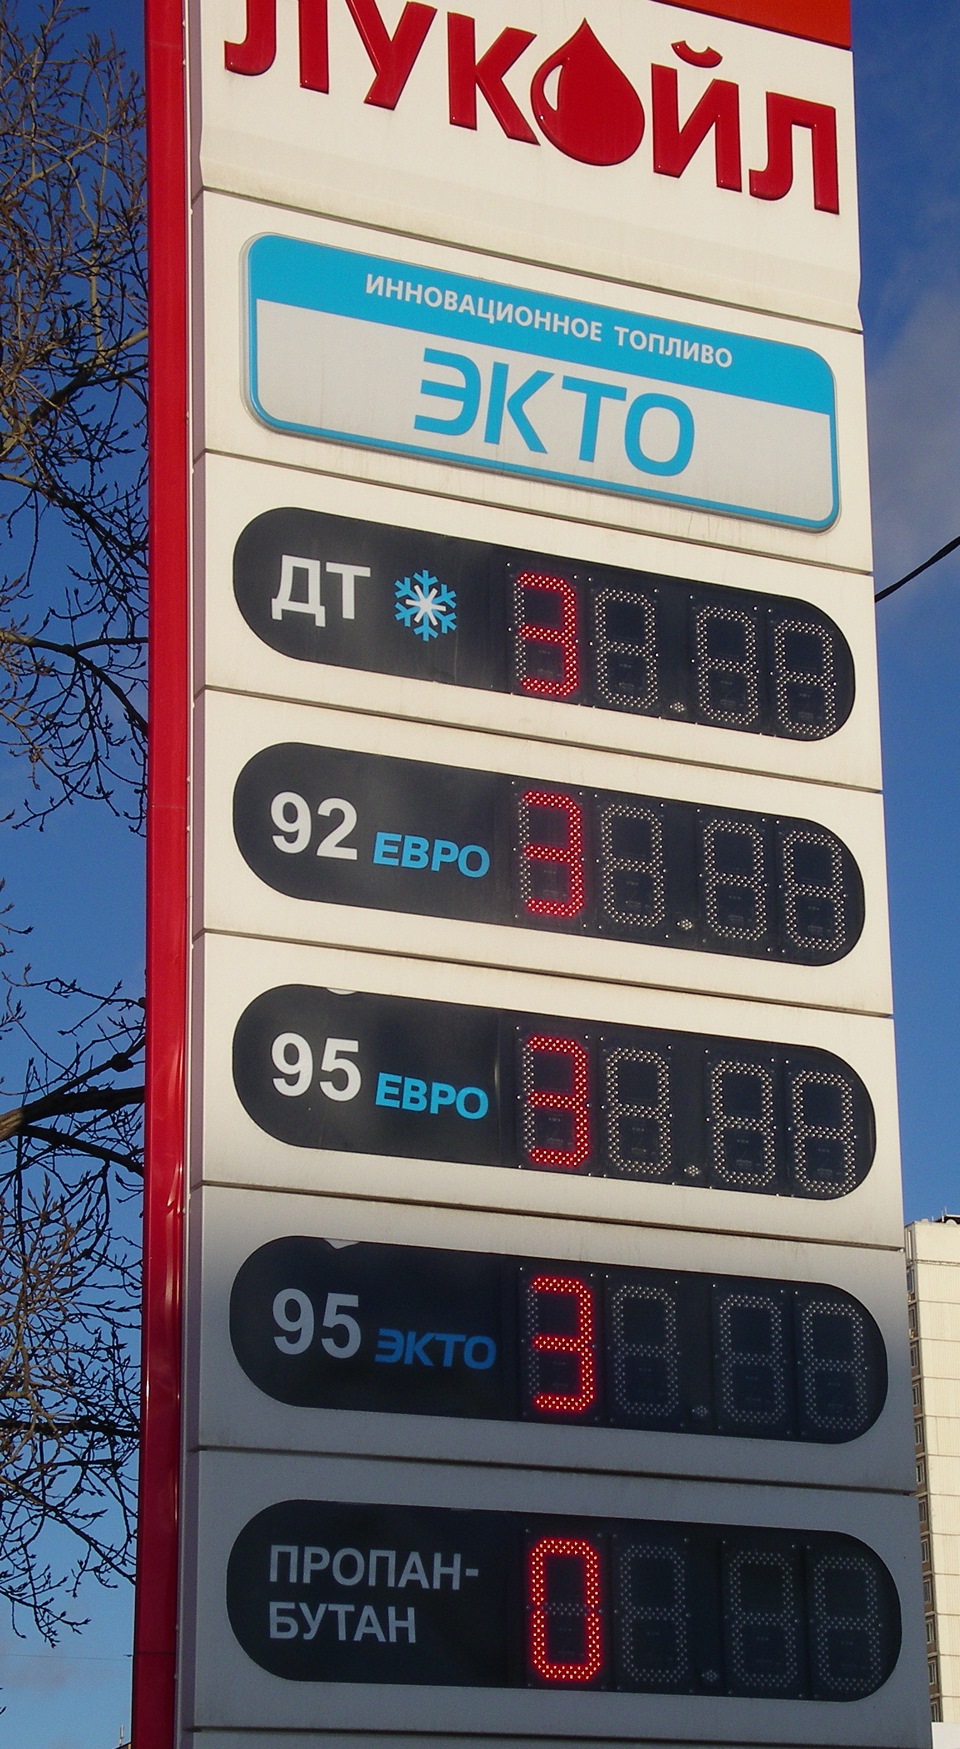 ЛУКОЙЛ
ИННОВАЦИОННОЕ ТОПЛИВО
ЭКТО
ДТ 3
92 ЕВРО 3
95 ЕВРО 3
95 ЭКТО 3
ПРОПАН-
БУТАН 0